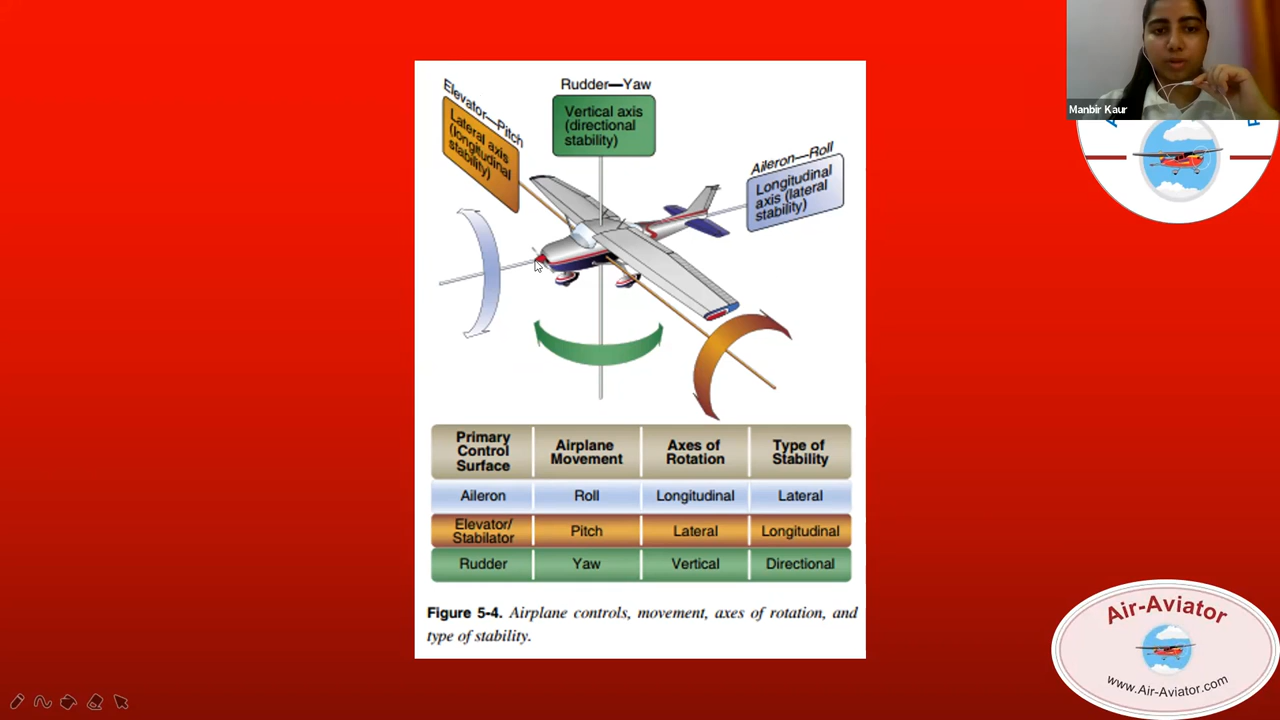 Elevator—Pitch
Lateral axis
(longitudinal
stability)
Rudder—Yaw
Vertical axis
(directional
stability)
Aileron—Roll
Longitudinal
axis (lateral
stability)
Manbir Kaur
Primary
Control
Surface
Airplane
Movement
Axes of
Rotation
Type of
Stability
Aileron
Roll
Longitudinal
Lateral
Elevator/
Stabilator
Pitch
Lateral
Longitudinal
Rudder
Yaw
Vertical
Directional
Figure 5-4. Airplane controls, movement, axes of rotation, and
type of stability.
Air-Aviator
www.Air-Aviator.com